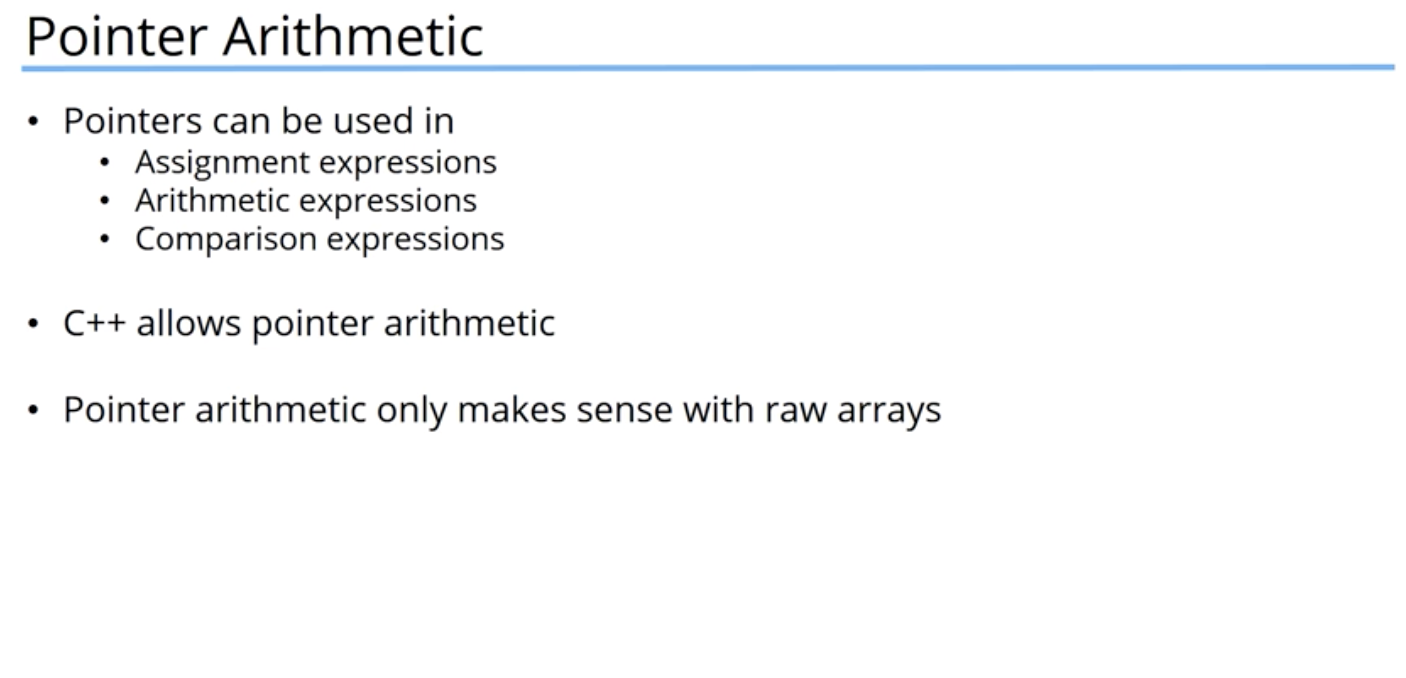 Pointer Arithmetic
• Pointers can be used in
• Assignment expressions
• Arithmetic expressions
• Comparison expressions
• C++ allows pointer arithmetic
• Pointer arithmetic only makes sense with raw arrays